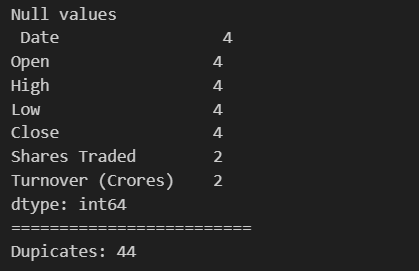 Null values
 Date                 4
Open                 4
High                 4
Low                  4
Close                4
Shares Traded        2
Turnover (Crores)    2
dtype: int64
=========================
Dupicates: 44